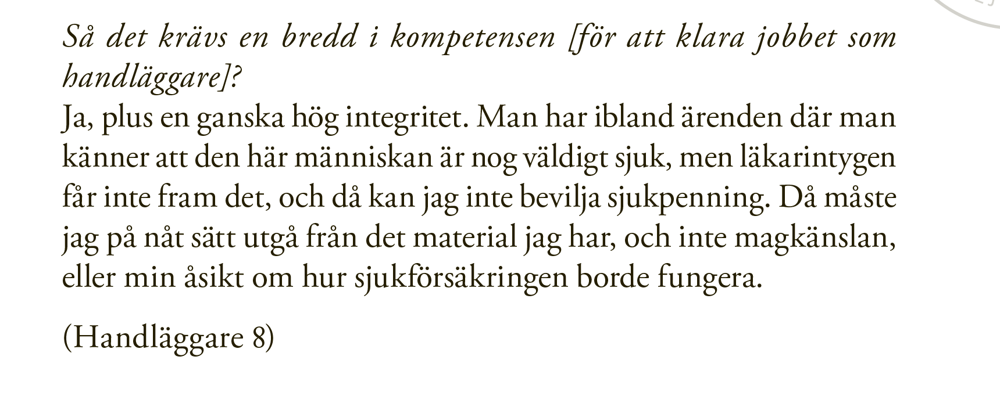 Så det krävs en bredd i kompetensen [för att klara jobbet som
handläggare]?
Ja, plus en ganska hög integritet. Man har ibland ärenden där man
känner att den här människan är nog väldigt sjuk, men läkarintygen
får inte fram det, och då kan jag inte bevilja sjukpenning. Då måste
jag på nåt sätt utgå från det material jag har, och inte magkänslan,
eller min åsikt om hur sjukförsäkringen borde fungera.
(Handläggare 8)